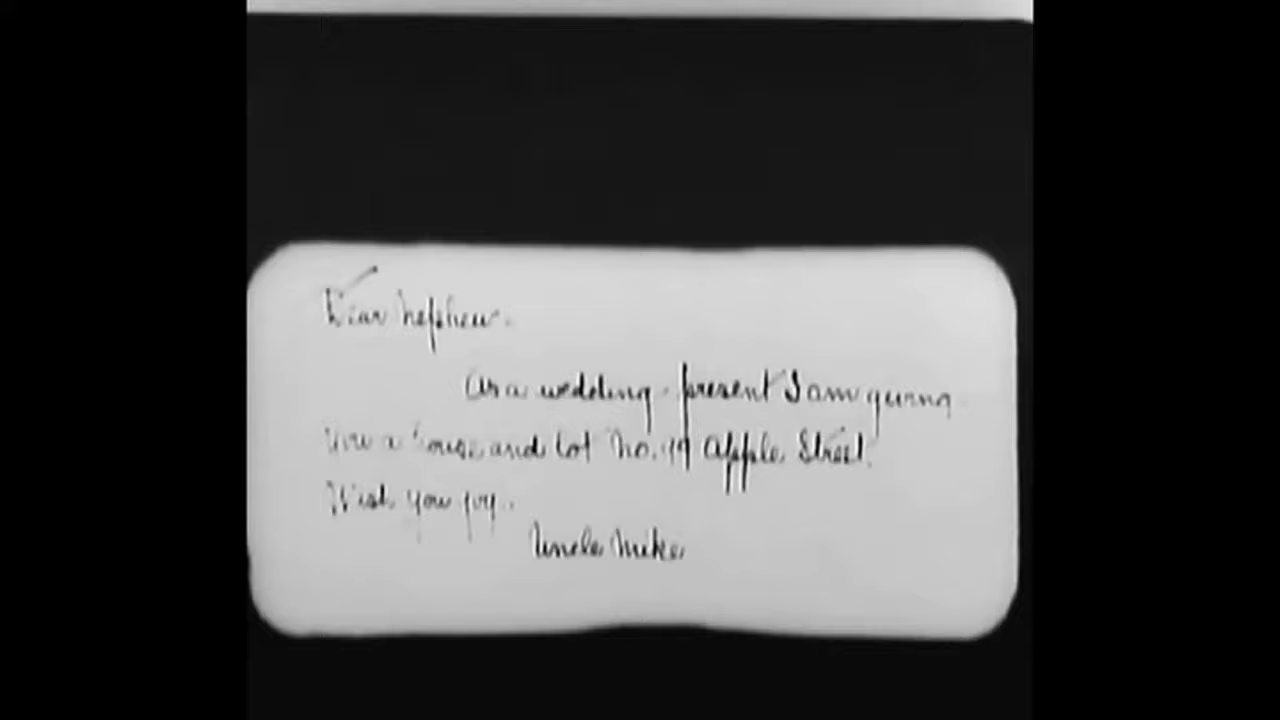 Dear Nephew.
As a wedding present I am giving
you a house and lot No. 99 Apple Street.
Wish you joy.
Uncle Mike